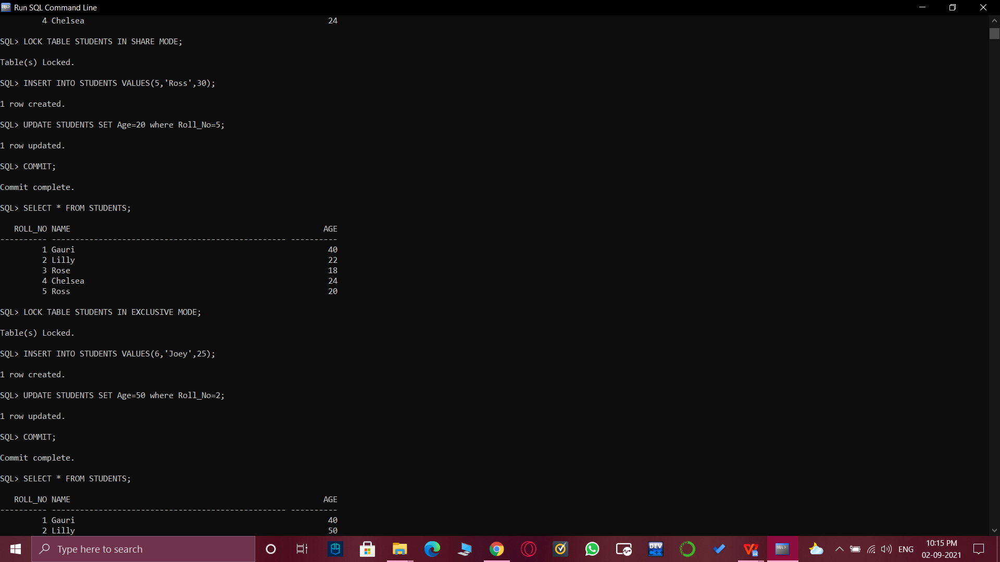 Run SQL Command Line
4 Chelsea 24
SQL> LOCK TABLE STUDENTS IN SHARE MODE;
Table(s) Locked.
SQL> INSERT INTO STUDENTS VALUES(5,'Ross',30);
1 row created.
SQL> UPDATE STUDENTS SET Age=20 where Roll_No=5;
1 row updated.
SQL> COMMIT;
Commit complete.
SQL> SELECT * FROM STUDENTS;
ROLL_NO NAME AGE
---------- -------------------------------------------------- ----------
1 Gauri 40
2 Lilly 22
3 Rose 18
4 Chelsea 24
5 Ross 20
SQL> LOCK TABLE STUDENTS IN EXCLUSIVE MODE;
Table(s) Locked.
SQL> INSERT INTO STUDENTS VALUES(6,'Joey',25);
1 row created.
SQL> UPDATE STUDENTS SET Age=50 where Roll_No=2;
1 row updated.
SQL> COMMIT;
Commit complete.
SQL> SELECT * FROM STUDENTS;
ROLL_NO NAME AGE
---------- -------------------------------------------------- ----------
1 Gauri 40
2 Lilly 50
Type here to search DEV ENG 10:15 PM
02-09-2021